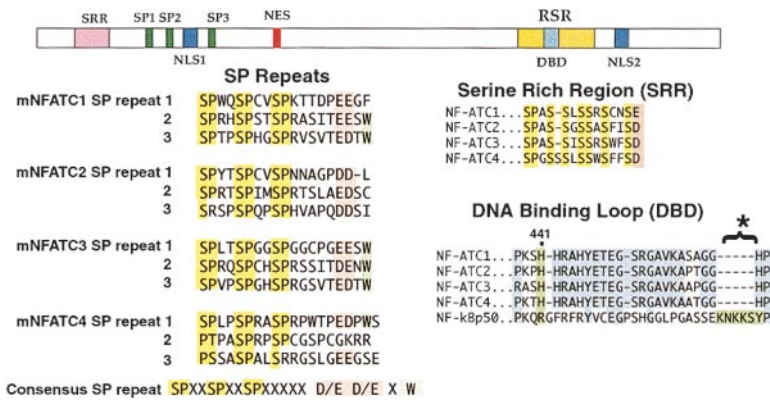 SRR SP1 SP2 SP3 NES RSR
NLS1 DBD NLS2
SP Repeats
mNFATC1 SP repeat 1 SPWQSPCVSPKTTDPEEGF
2 SPRHSPSTSPRASITEESW
3 SPTPSPHGSPRVSVTEDTW
mNFATC2 SP repeat 1 SPYTSPCVSPNNAGPDD-L
2 SPRTSPIMSPRTSLAEDSC
3 SRSPSPQPSPHVAPQDDSI
mNFATC3 SP repeat 1 SPLTSPGGSPGGCPGEESW
2 SPRQSPCHSPRSSITDENW
3 SPVPSPGHSPRGSVTEDTW
mNFATC4 SP repeat 1 SPLPSPRASPRPWTPEDPWS
2 PTPASPRPSPCGSPCGKRR
3 PSSASPALSRRGSLGEEGSE
Consensus SP repeat SPXXSPXXSPXXXXX D/E D/E X W
Serine Rich Region (SRR)
NF-ATC1...SPAS-SLSSRSCNSE
NF-ATC2...SPAS-SGSSASFISD
NF-ATC3...SPAS-SISSRSWFSD
NF-ATC4...SPGSSSLSSWSFFSD
DNA Binding Loop (DBD)
441 *
NF-ATC1...PKSH-HRAHYETEG-SRGAVKASAGG-----HP
NF-ATC2...PKPH-HRAHYETEG-SRGAVKAPTGG-----HP
NF-ATC3...RASH-HRAHYETEG-SRGAVKASTGG-----HP
NF-ATC4...PKTH-HRAHYETEG-SRGAVKAAPGG-----HP
NF-kBp50..PKQRGFRFRYVCEGPSHGGLPGASSEKNKKSYP